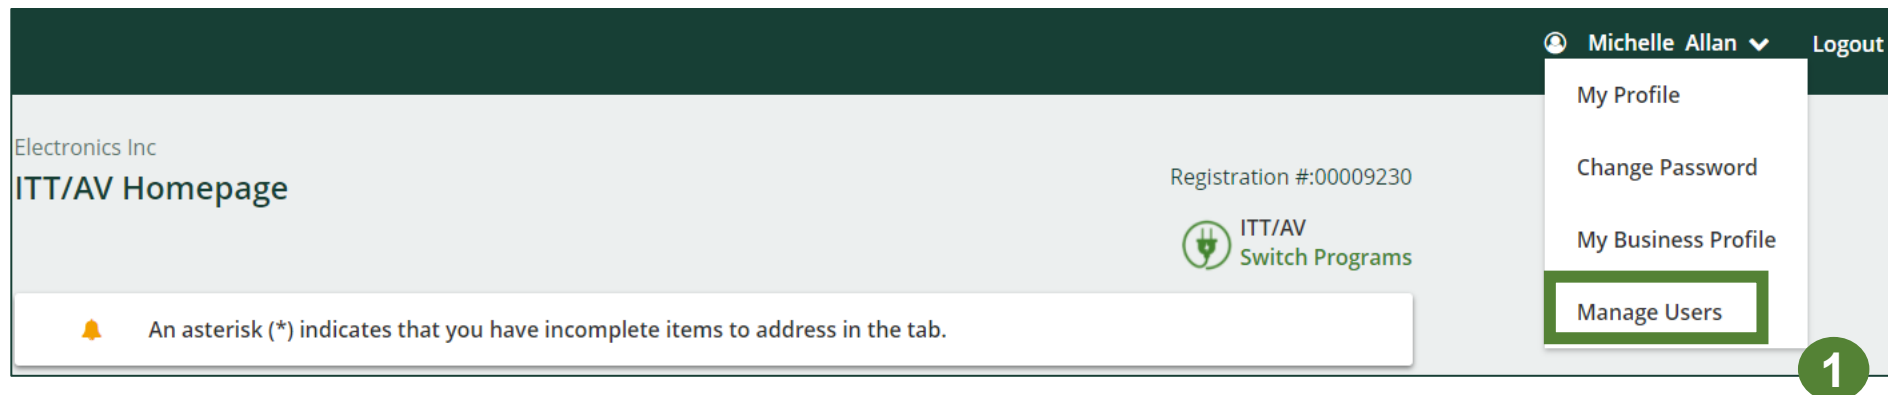 Michelle Allan
Logout
My Profile
Change Password
My Business Profile
Manage Users
Electronics Inc
ITT/AV Homepage
Registration #:00009230
ITT/AV
Switch Programs
An asterisk (*) indicates that you have incomplete items to address in the tab.
1